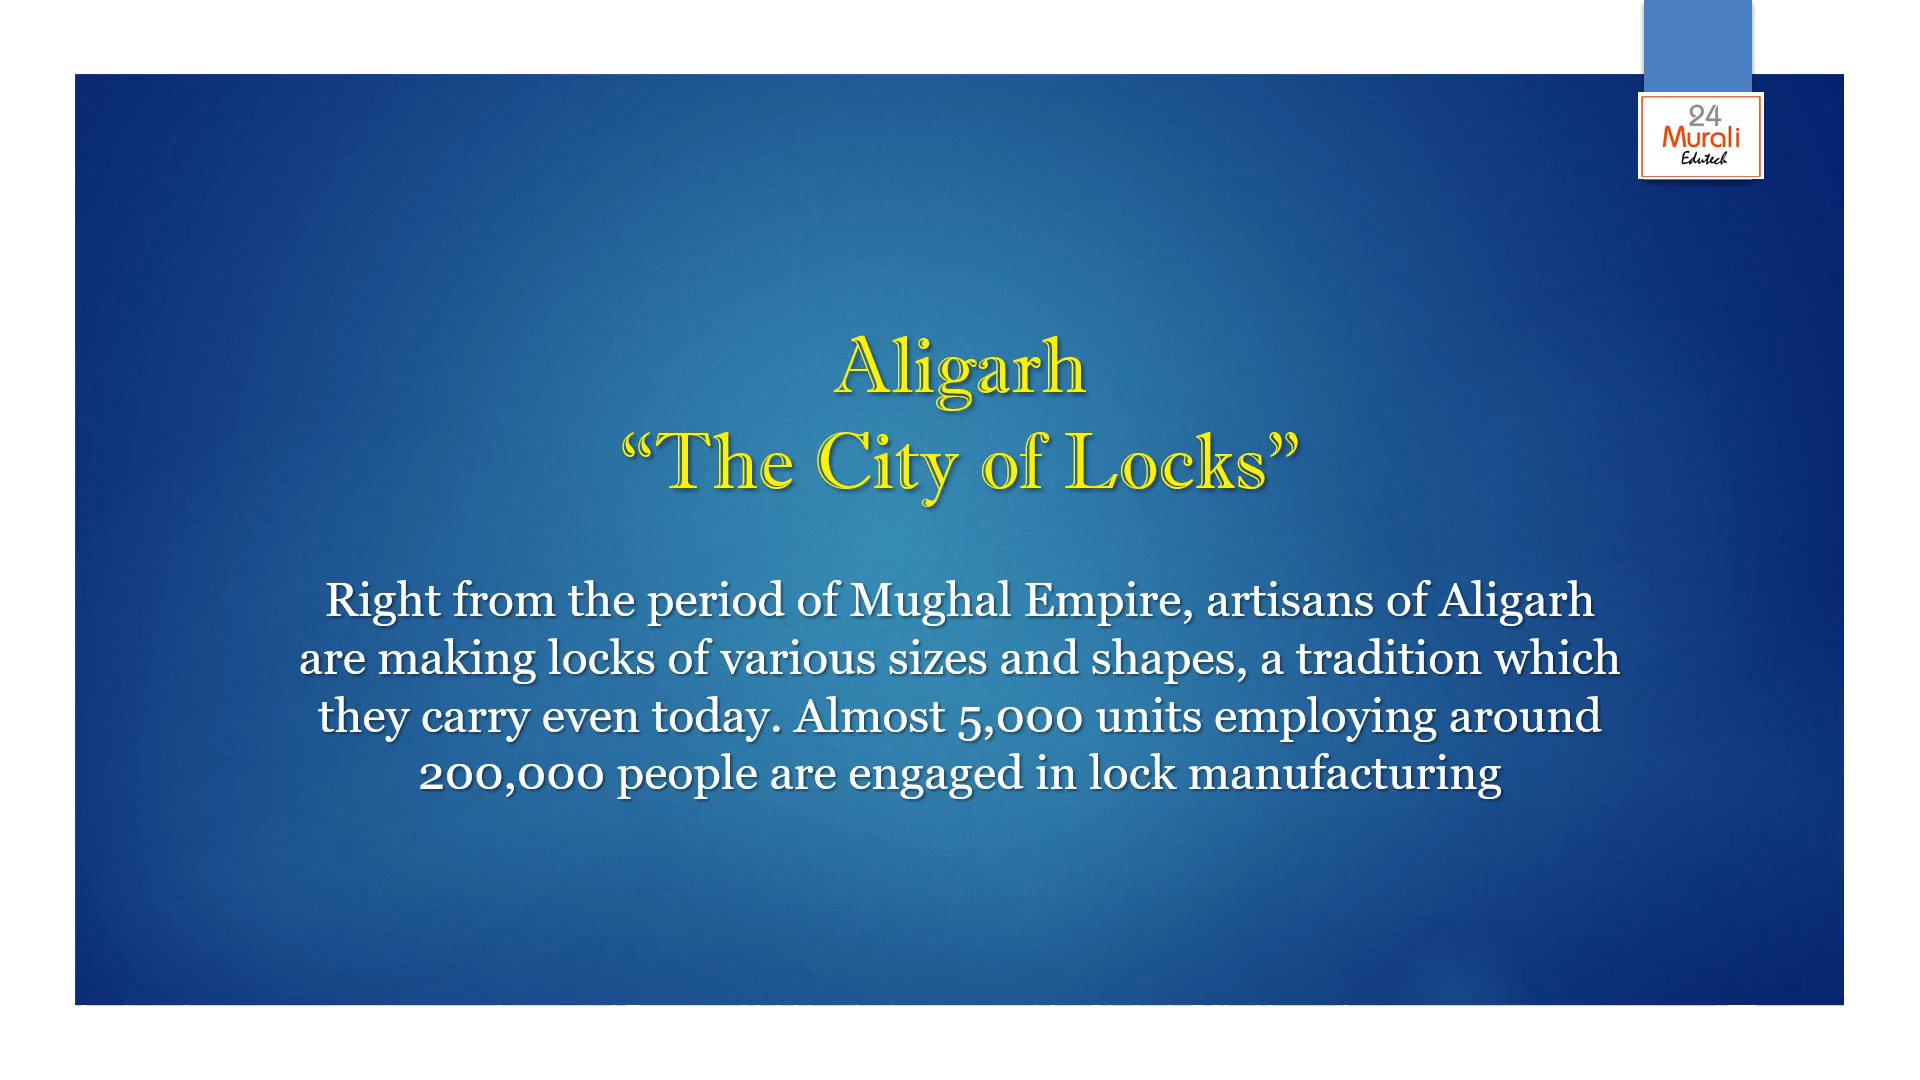 24
Murali
Edutech
Aligarh
“The City of Locks”
Right from the period of Mughal Empire, artisans of Aligarh
are making locks of various sizes and shapes, a tradition which
they carry even today. Almost 5,000 units employing around
200,000 people are engaged in lock manufacturing